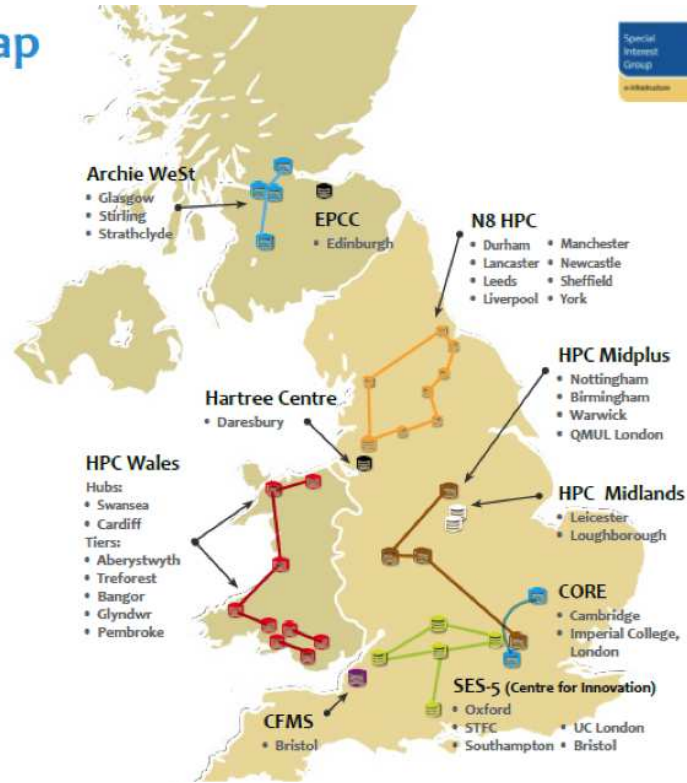 ap
Special
Interest
Group
e-infrastructure
Archie WeSt
• Glasgow
• Stirling
• Strathclyde
EPCC
• Edinburgh
N8 HPC
• Durham • Manchester
• Lancaster • Newcastle
• Leeds • Sheffield
• Liverpool • York
HPC Midplus
• Nottingham
• Birmingham
• Warwick
• QMUL London
Hartree Centre
• Daresbury
HPC Wales
Hubs:
• Swansea
• Cardiff
Tiers:
• Aberystwyth
• Treforest
• Bangor
• Glyndwr
• Pembroke
HPC Midlands
• Leicester
• Loughborough
CORE
• Cambridge
• Imperial College,
London
SES-5 (Centre for Innovation)
• Oxford
• STFC • UC London
• Southampton • Bristol
CFMS
• Bristol